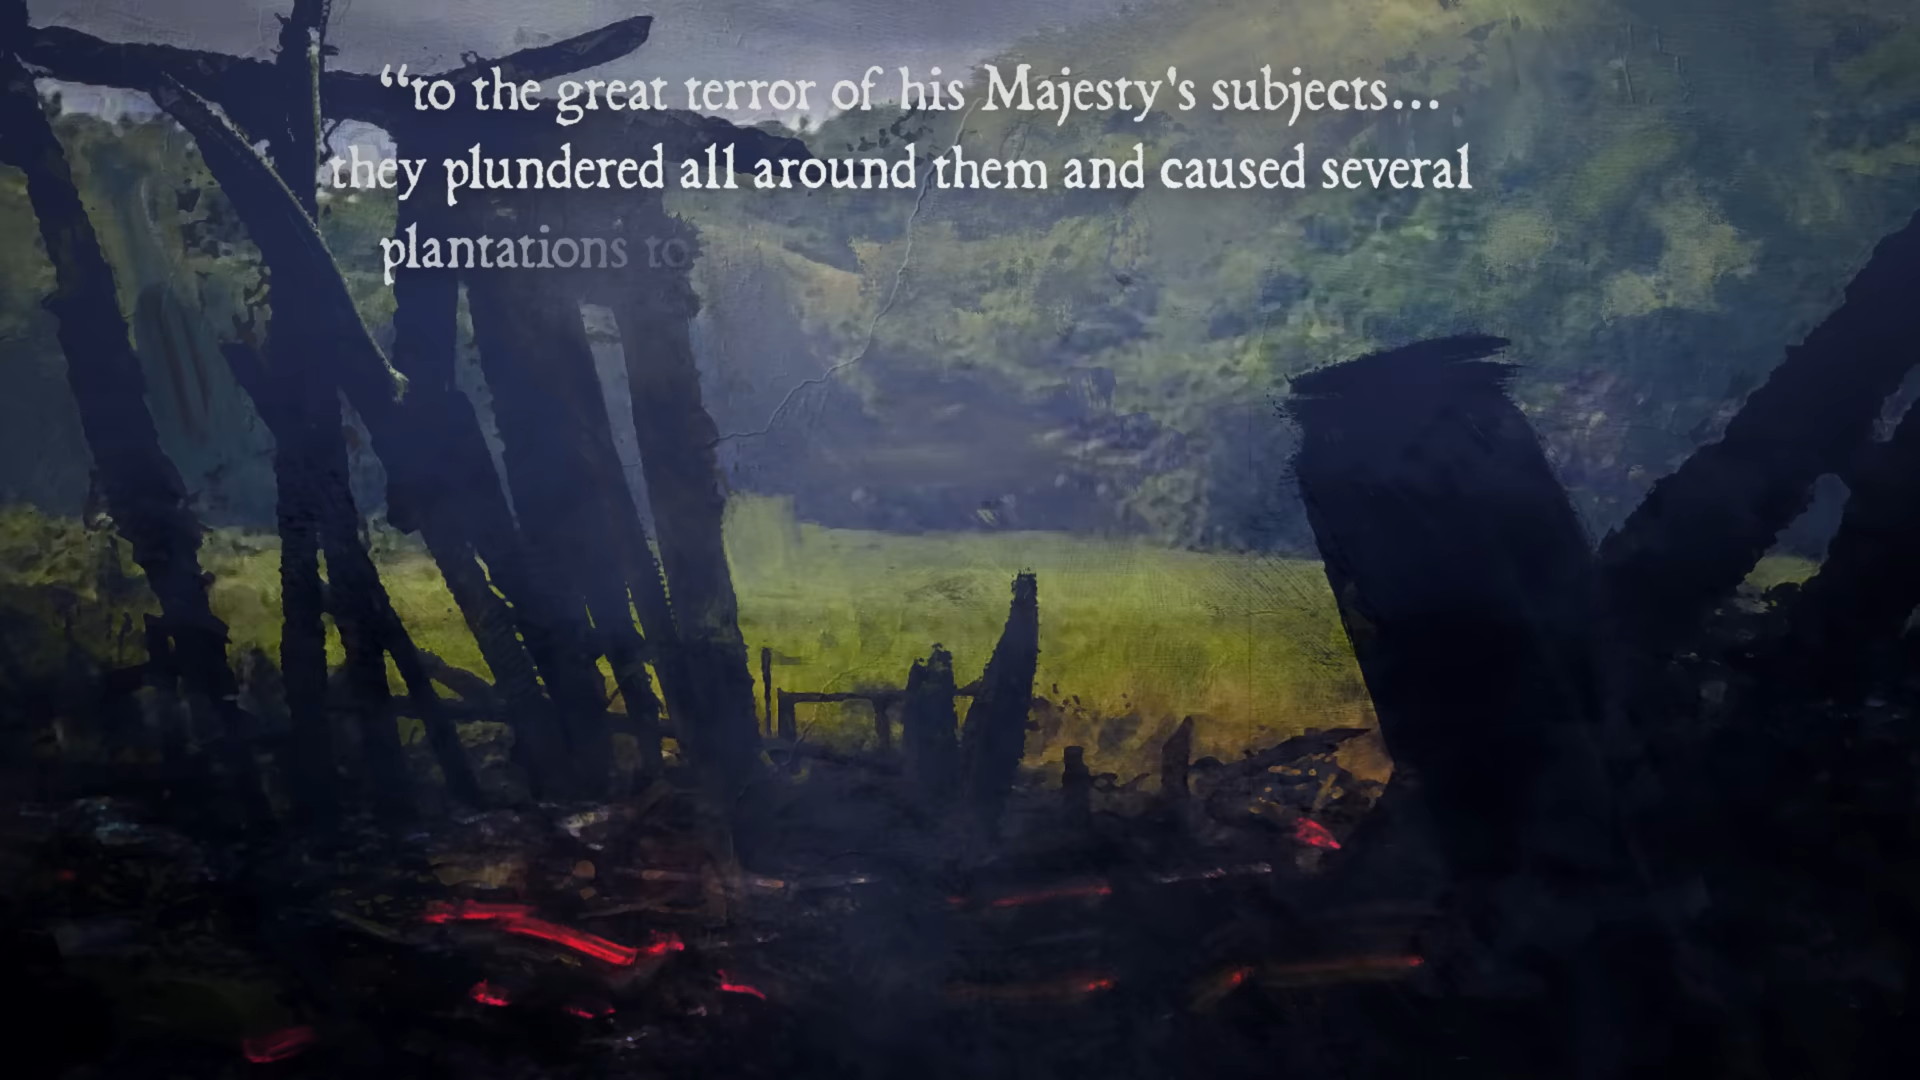 “to the great terror of his Majesty's subjects...
they plundered all around them and caused several
plantations to